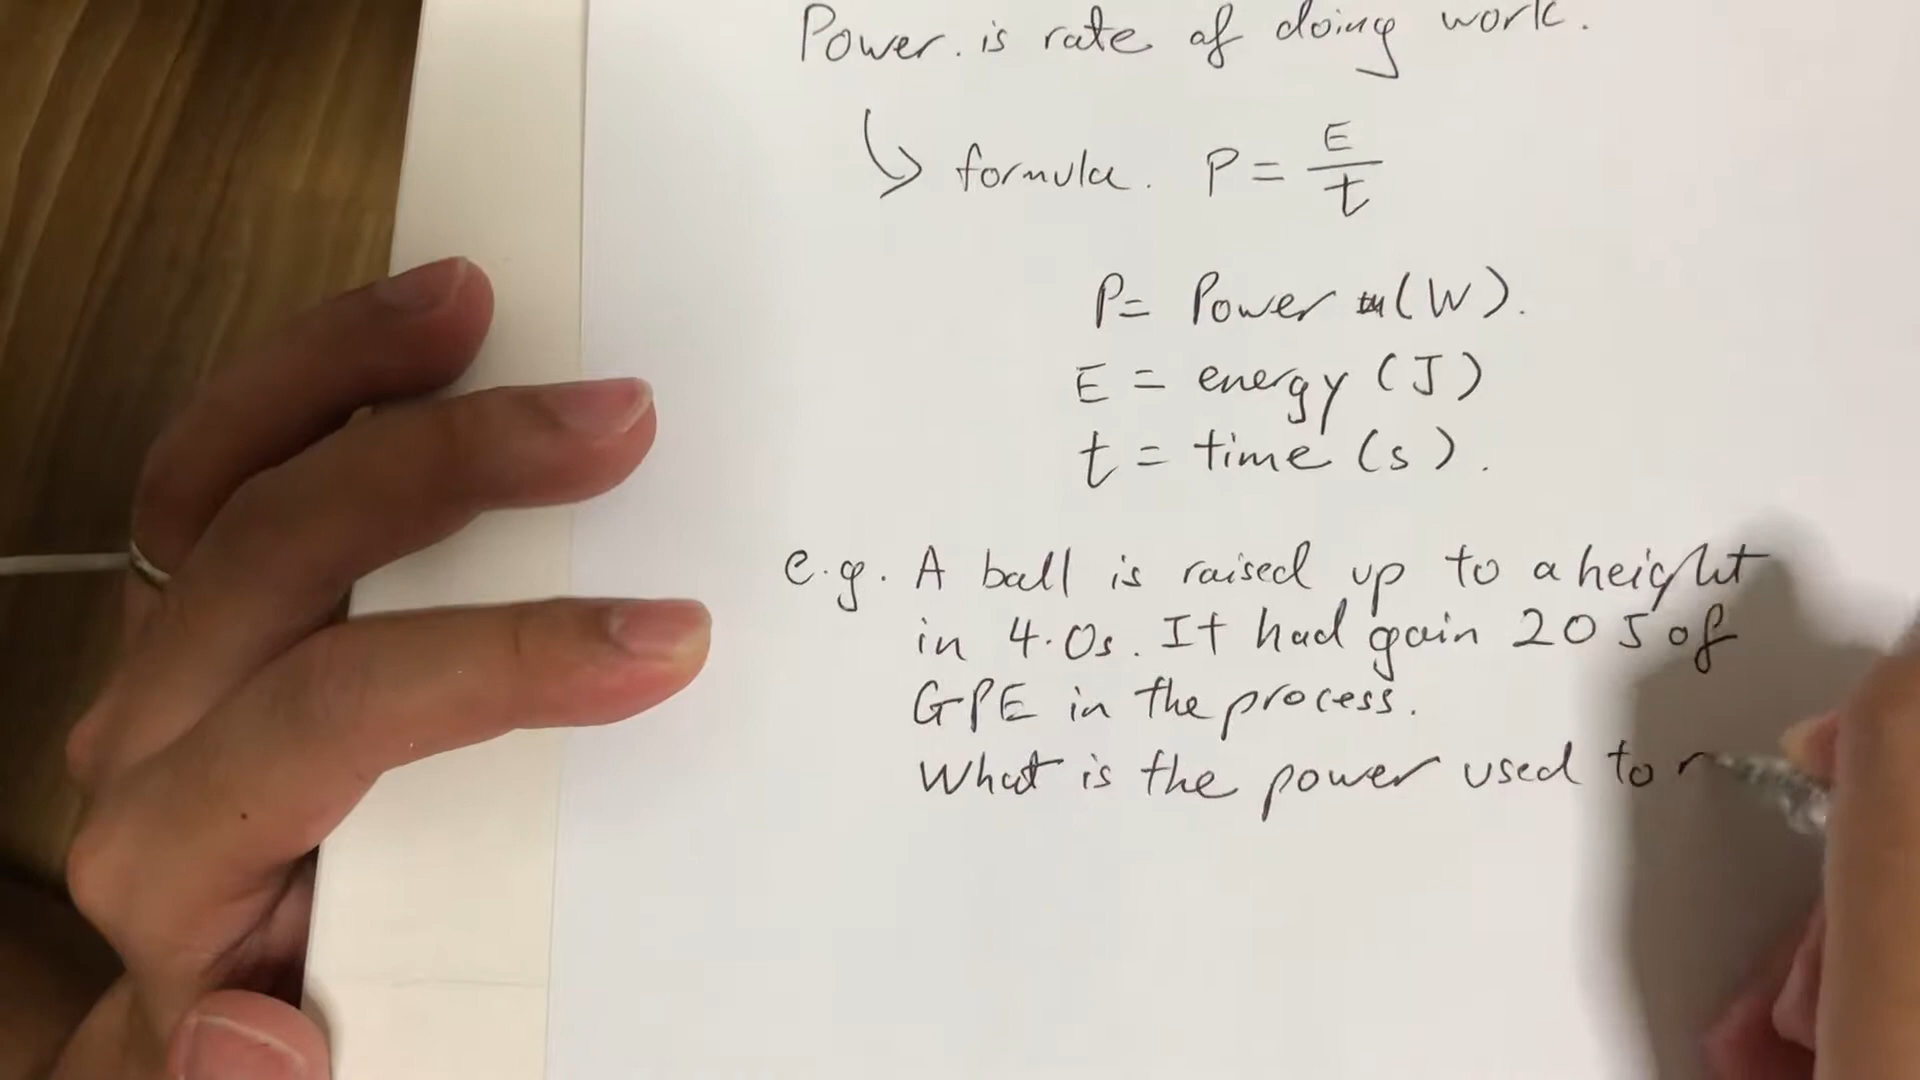 Power. is rate of doing work.
formula. P = E/t
P = Power (W).
E = energy (J)
t = time (s).
e.g. A ball is raised up to a height
in 4.0s. It had gain 20 J of
GPE in the process.
What is the power used to r